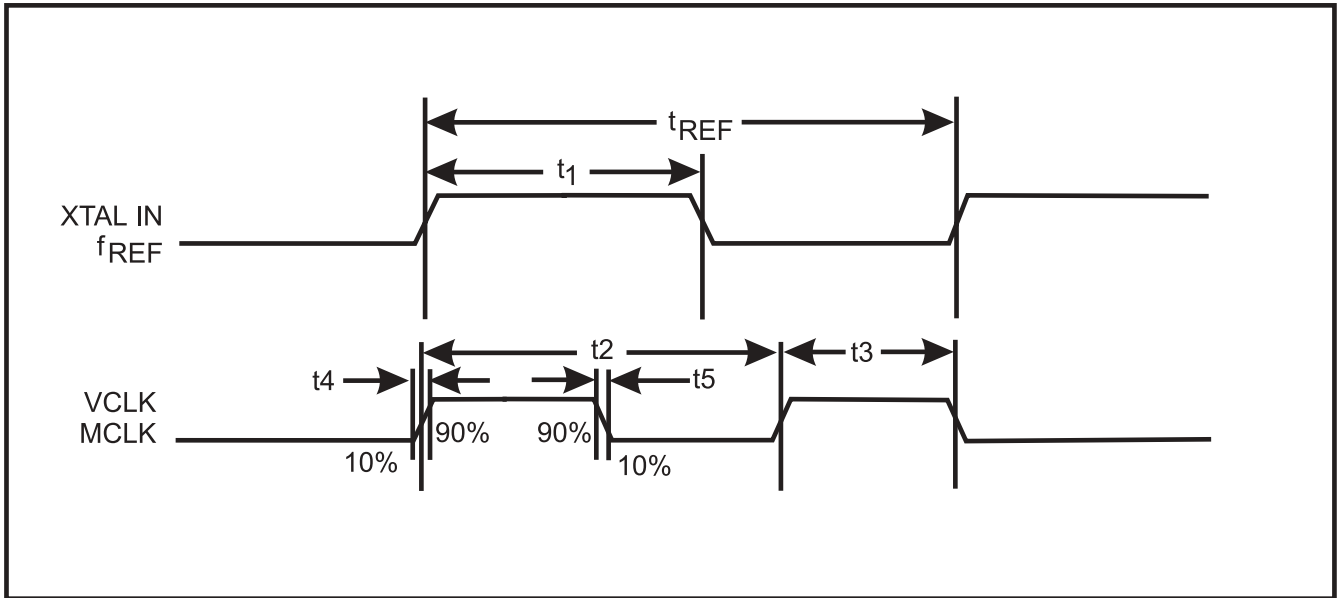 tREF
t1
XTAL IN
fREF
t2
t3
t4
t5
VCLK
MCLK
90%
90%
10%
10%